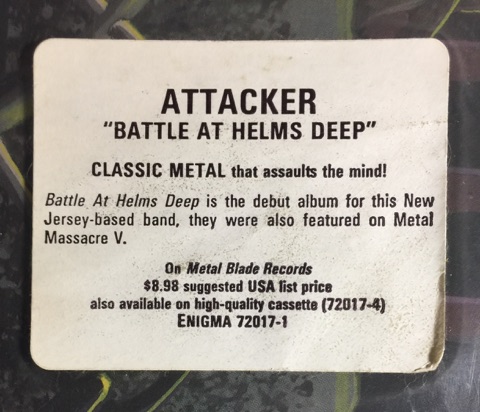 ATTACKER
"BATTLE AT HELMS DEEP"
CLASSIC METAL that assaults the mind!
Battle At Helms Deep is the debut album for this New
Jersey-based band, they were also featured on Metal
Massacre V.
On Metal Blade Records
$8.98 suggested USA list price
also available on high-quality cassette (72017-4)
ENIGMA 72017-1